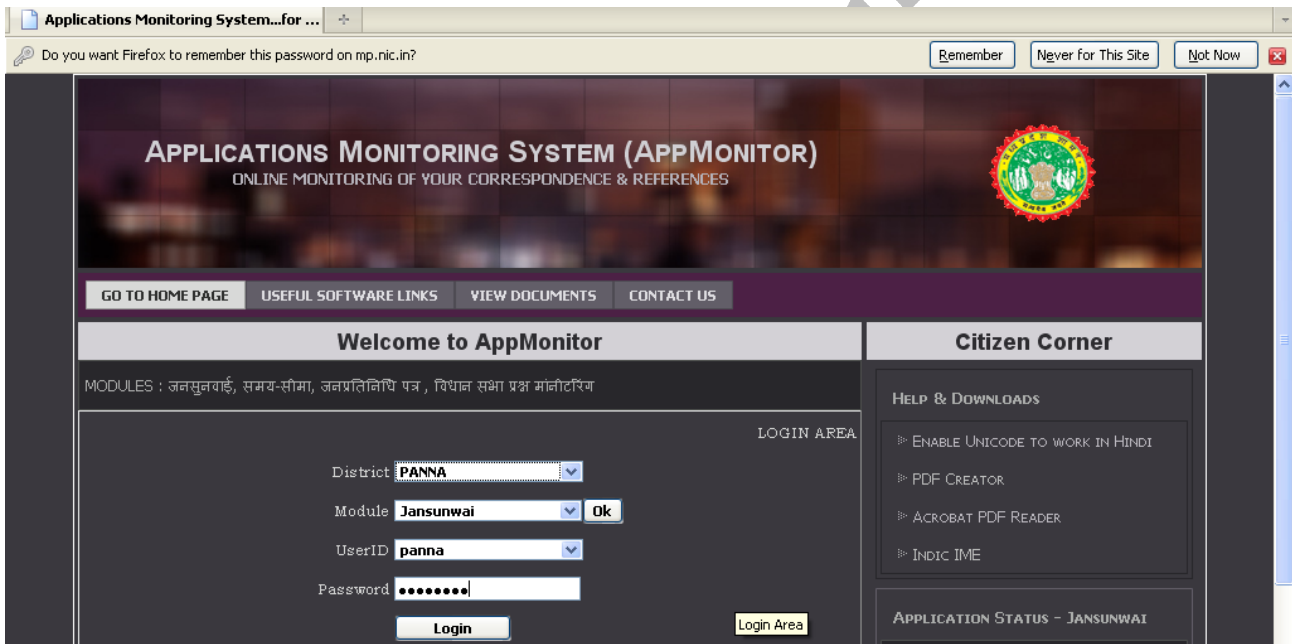 Applications Monitoring System...for ...
Do you want Firefox to remember this password on mp.nic.in?
Remember
Never for This Site
Not Now
APPLICATIONS MONITORING SYSTEM (APPMONITOR)
ONLINE MONITORING OF YOUR CORRESPONDENCE & REFERENCES
GO TO HOME PAGE
USEFUL SOFTWARE LINKS
VIEW DOCUMENTS
CONTACT US
Welcome to AppMonitor
MODULES : जनसुनवाई, समय-सीमा, जनप्रतिनिधि पत्र , विधान सभा प्रश्न मांनीटरिंग
LOGIN AREA
District PANNA
Module Jansunwai Ok
UserID panna
Password ••••••••
Login
Login Area
Citizen Corner
HELP & DOWNLOADS
ENABLE UNICODE TO WORK IN HINDI
PDF CREATOR
ACROBAT PDF READER
INDIC IME
APPLICATION STATUS - JANSUNWAI